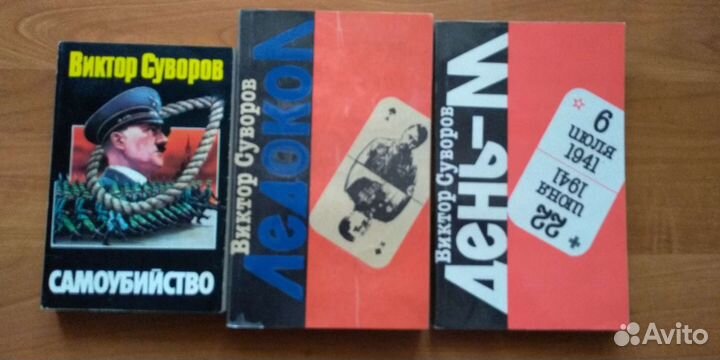 Виктор Суворов
САМОУБИЙСТВО
Виктор Суворов
Ледокол
Виктор Суворов
День-М
6
июля
1941
22
июня
1941
Avito